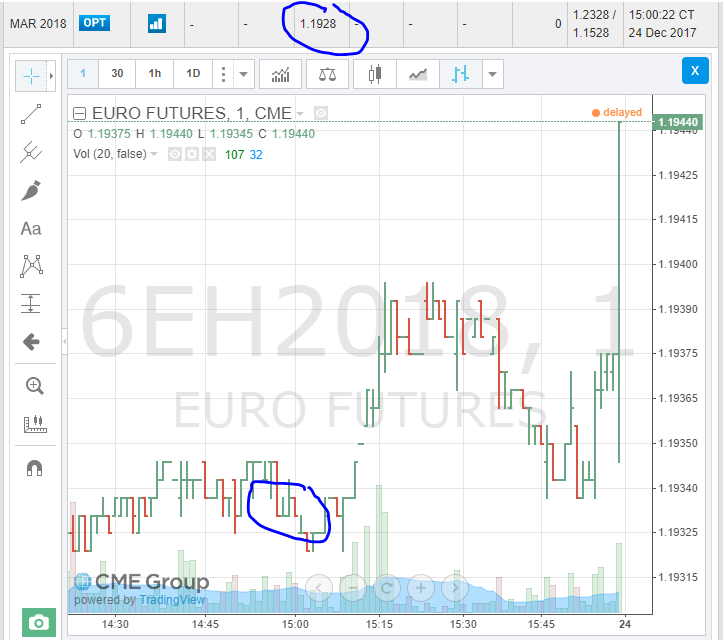 MAR 2018 OPT - - 1.1928 - - - 0 1.2328 / 15:00:22 CT
1.1528 24 Dec 2017
1 30 1h 1D X
EURO FUTURES, 1, CME delayed
O 1.19375 H 1.19440 L 1.19345 C 1.19440
Vol (20, false) 107 32
1.19440
1.19440
1.19425
1.19415
1.19400
1.19390
1.19375
1.19365
1.19350
1.19340
1.19325
1.19315
Aa
6EH2018, 1
EURO FUTURES
CME Group
powered by TradingView
14:30 14:45 15:00 15:15 15:30 15:45 24